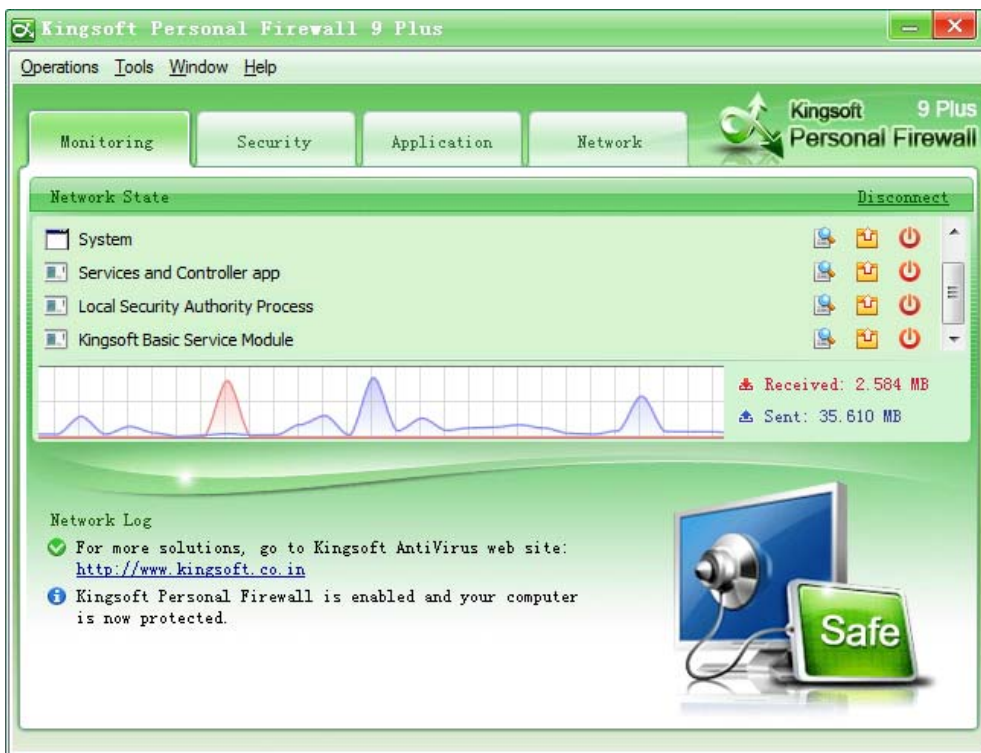 Kingsoft Personal Firewall 9 Plus
Operations Tools Window Help
Monitoring Security Application Network
Kingsoft 9 Plus
Personal Firewall
Network State Disconnect
System
Services and Controller app
Local Security Authority Process
Kingsoft Basic Service Module
Received: 2.584 MB
Sent: 35.610 MB
Network Log
For more solutions, go to Kingsoft AntiVirus web site:
http://www.kingsoft.co.in
Kingsoft Personal Firewall is enabled and your computer
is now protected.
Safe